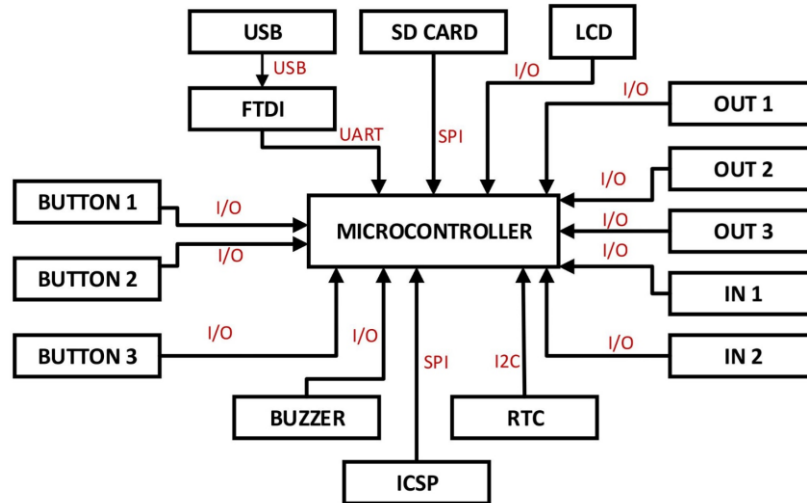 USB
SD CARD
LCD
USB
I/O
I/O
FTDI
OUT 1
UART
SPI
OUT 2
I/O
BUTTON 1
I/O
MICROCONTROLLER
I/O
OUT 3
I/O
I/O
BUTTON 2
IN 1
I/O
I/O
I/O
BUTTON 3
SPI
I2C
IN 2
BUZZER
RTC
ICSP